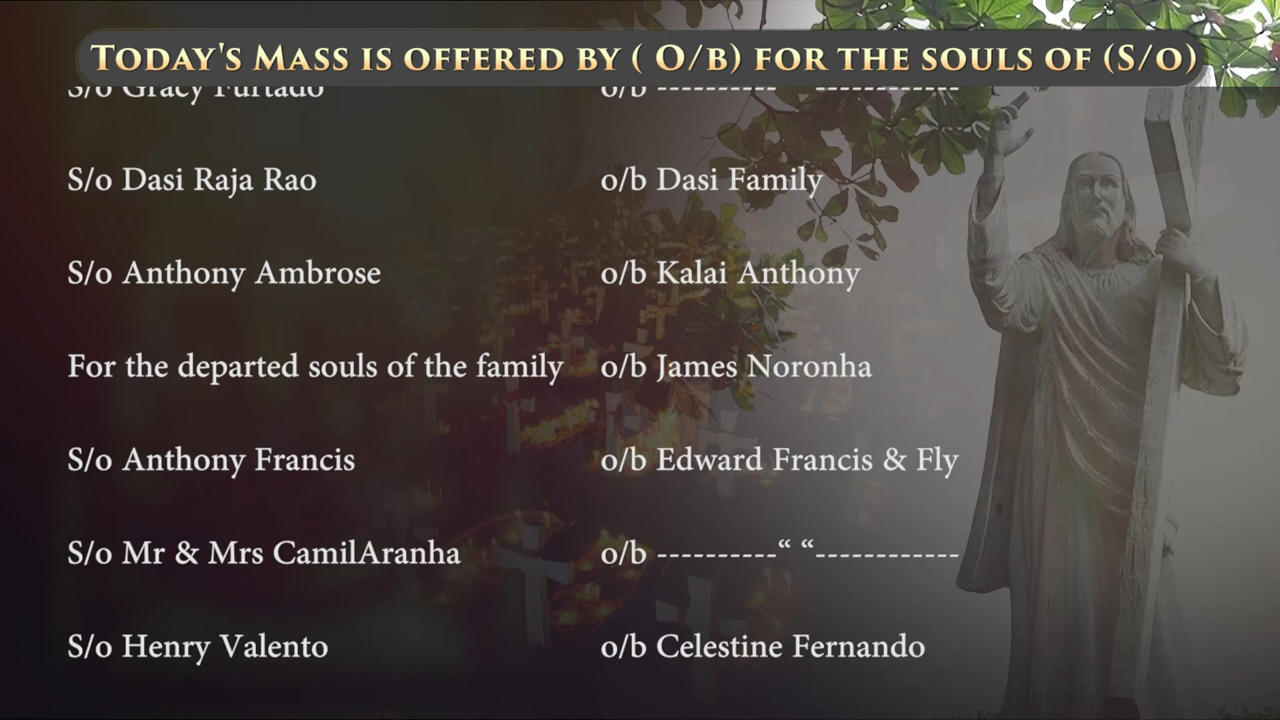 TODAY'S MASS IS OFFERED BY ( O/B) FOR THE SOULS OF (S/O)
S/o Gracy Furtado o/b ---------- ------------
S/o Dasi Raja Rao o/b Dasi Family
S/o Anthony Ambrose o/b Kalai Anthony
For the departed souls of the family o/b James Noronha
S/o Anthony Francis o/b Edward Francis & Fly
S/o Mr & Mrs CamilAranha o/b ----------“ “------------
S/o Henry Valento o/b Celestine Fernando